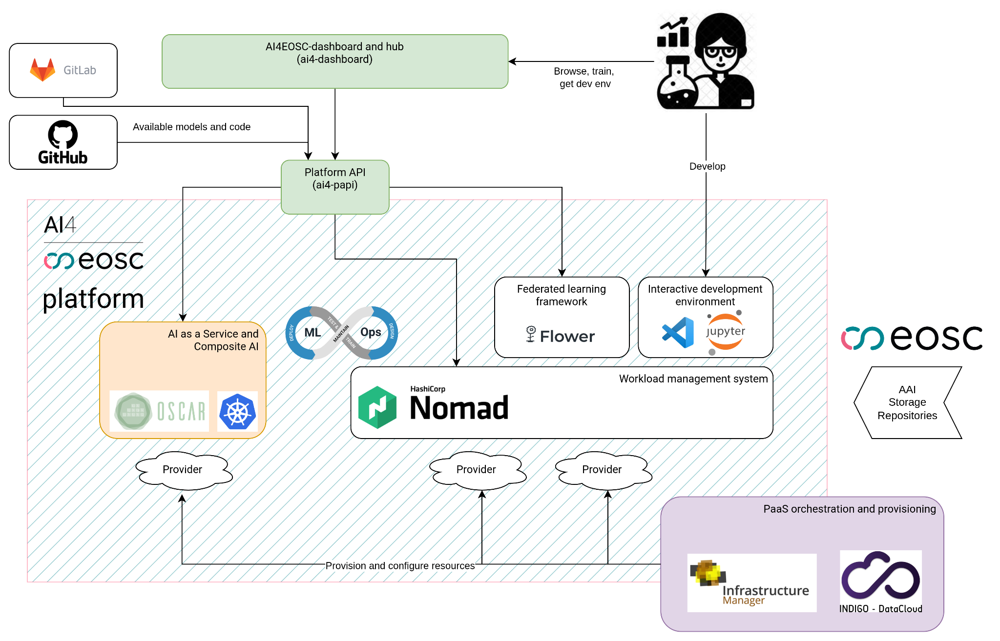 GitLab
AI4EOSC-dashboard and hub
(ai4-dashboard)
Browse, train,
get dev env
GitHub
Available models and code
Platform API
(ai4-papi)
Develop
AI4
eosc
platform
Federated learning
framework
Flower
Interactive development
environment
jupyter
AI as a Service and
Composite AI
OSCAR
DEPLOY
ML
TEST &
MAINTAIN
TRAIN
Ops
DESIGN
Workload management system
HashiCorp
Nomad
eosc
AAI
Storage
Repositories
Provider
Provider
Provider
Provision and configure resources
PaaS orchestration and provisioning
Infrastructure
Manager
INDIGO - DataCloud